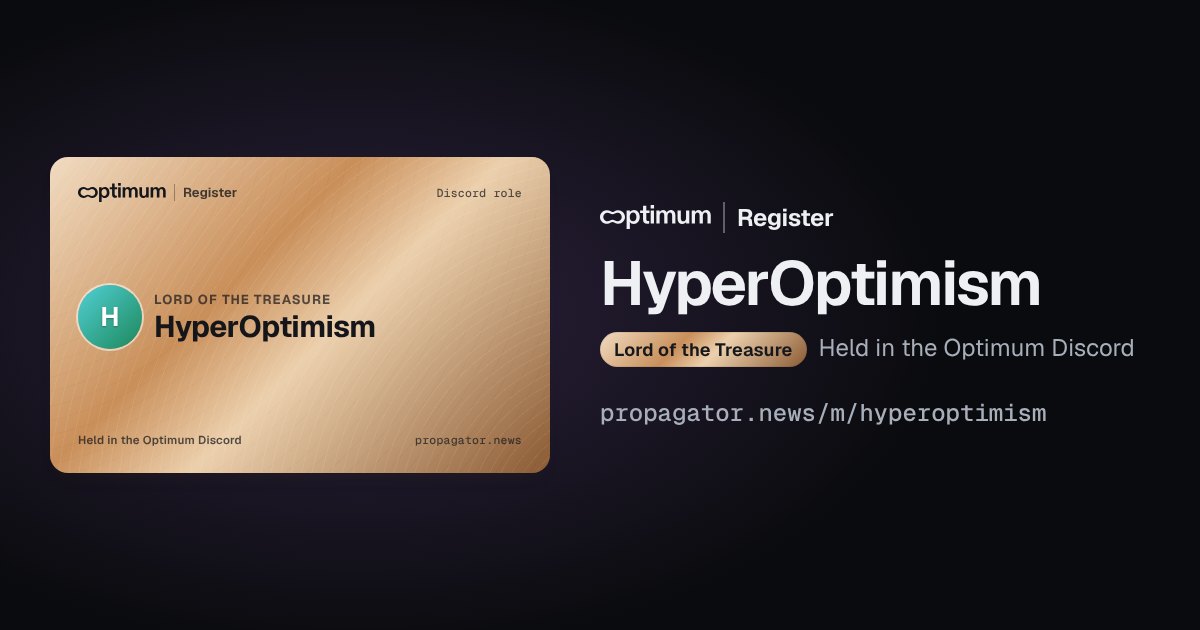 optimum | Register
Discord role
H
LORD OF THE TREASURE
HyperOptimism
Held in the Optimum Discord
propagator.news
optimum | Register
HyperOptimism
Lord of the Treasure
Held in the Optimum Discord
propagator.news/m/hyperoptimism